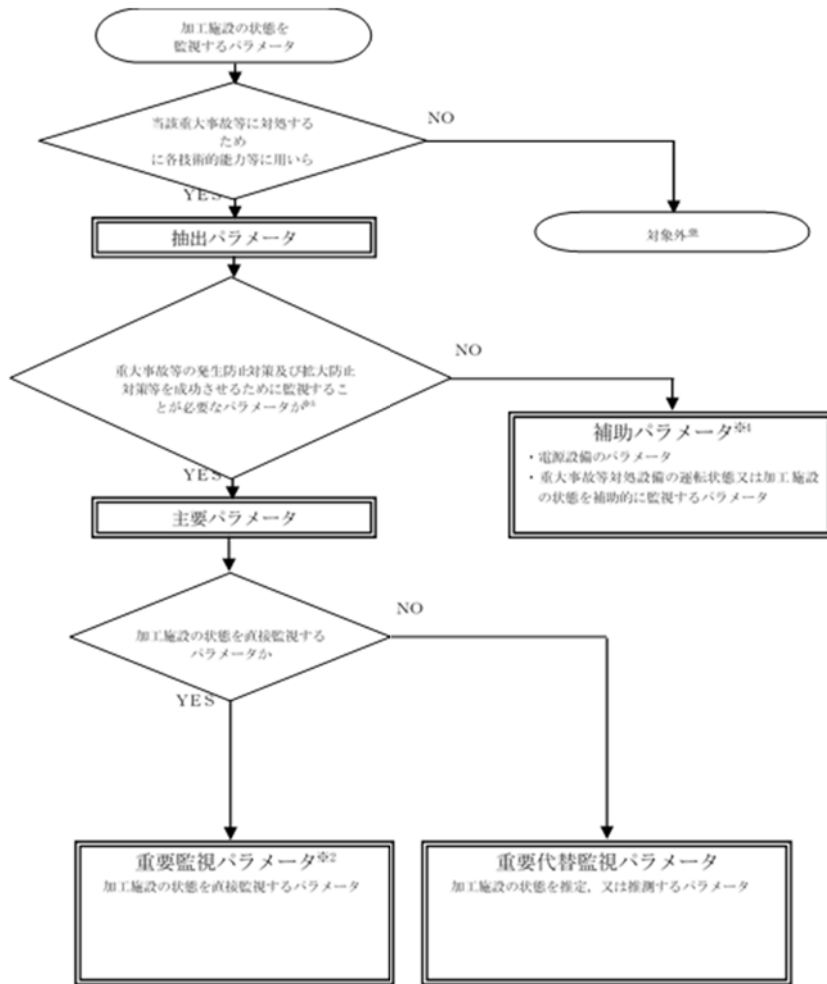 加工施設の状態を
監視するパラメータ
当該重大事故等に対処する
ため
に各技術的能力等に用いら
NO
YES
抽出パラメータ
対象外
重大事故等の発生防止対策及び拡大防止
対策等を成功させるために監視するこ
とが必要なパラメータか
NO
YES
補助パラメータ※4
・電源設備のパラメータ
・重大事故等対処設備の運転状態又は加工施設
の状態を補助的に監視するパラメータ
主要パラメータ
加工施設の状態を直接監視する
パラメータか
NO
YES
重要監視パラメータ※2
加工施設の状態を直接監視するパラメータ
重要代替監視パラメータ
加工施設の状態を推定，又は推測するパラメータ